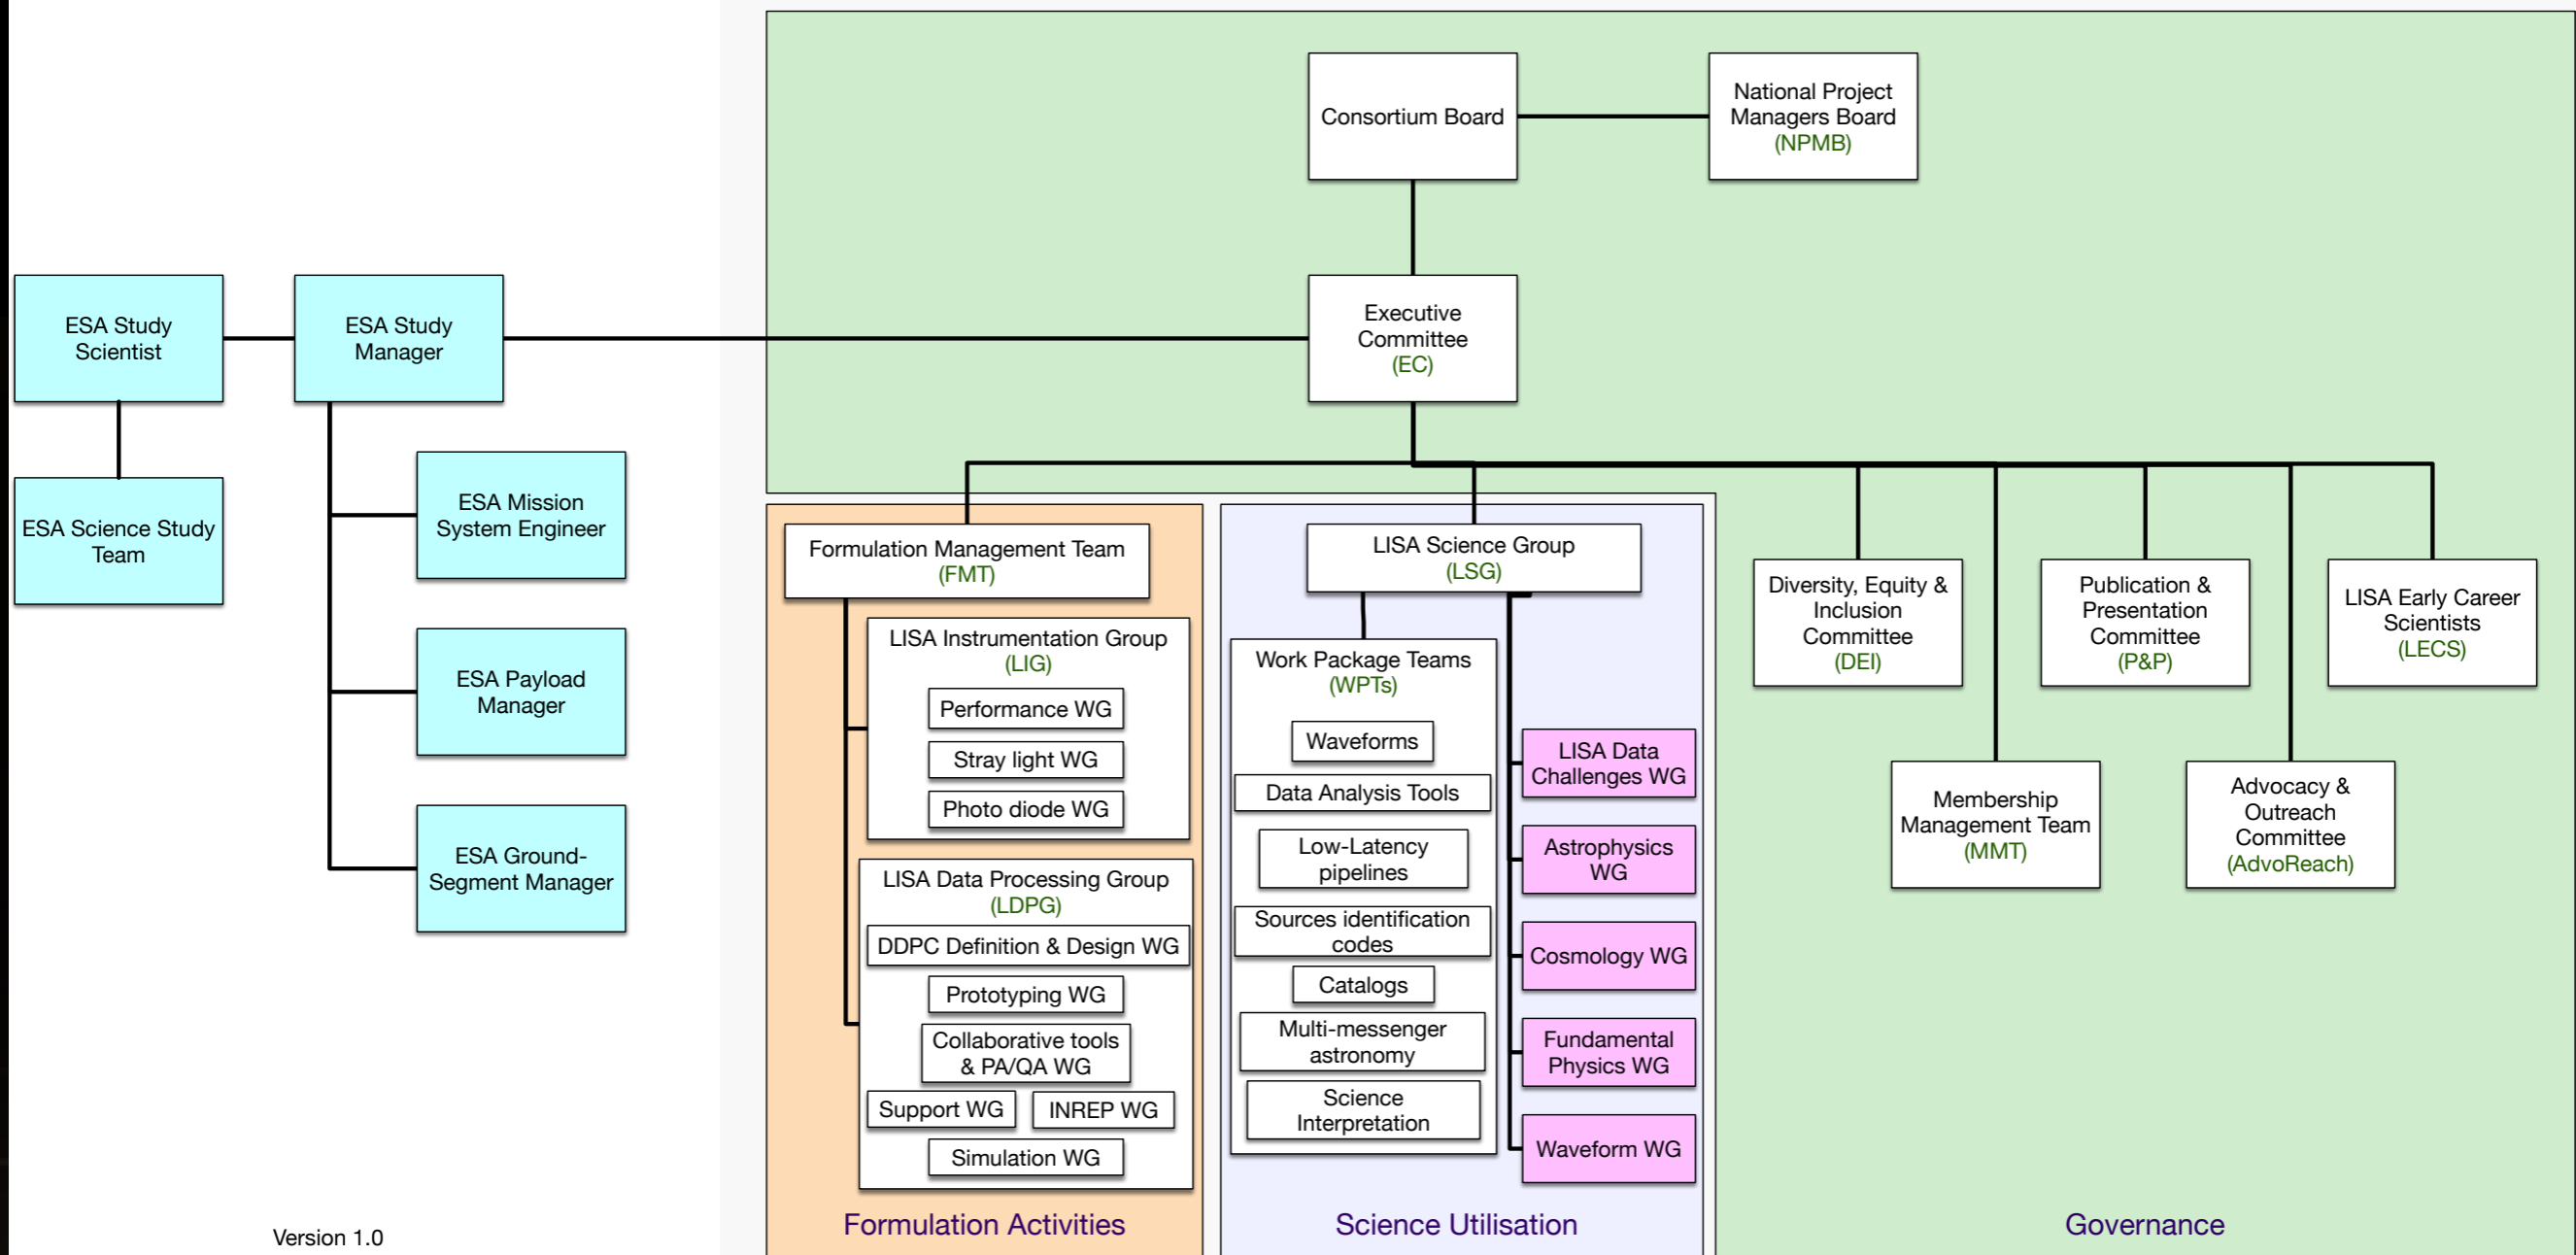 Consortium Board
National Project
Managers Board
(NPMB)
ESA Study
Scientist
ESA Study
Manager
Executive
Committee
(EC)
ESA Science Study
Team
ESA Mission
System Engineer
ESA Payload
Manager
ESA Ground-
Segment Manager
Formulation Management Team
(FMT)
LISA Instrumentation Group
(LIG)
Performance WG
Stray light WG
Photo diode WG
LISA Data Processing Group
(LDPG)
DDPC Definition & Design WG
Prototyping WG
Collaborative tools
& PA/QA WG
Support WG
INREP WG
Simulation WG
LISA Science Group
(LSG)
Work Package Teams
(WPTs)
Waveforms
Data Analysis Tools
Low-Latency
pipelines
Sources identification
codes
Catalogs
Multi-messenger
astronomy
Science
Interpretation
LISA Data
Challenges WG
Astrophysics
WG
Cosmology WG
Fundamental
Physics WG
Waveform WG
Diversity, Equity &
Inclusion
Committee
(DEI)
Publication &
Presentation
Committee
(P&P)
LISA Early Career
Scientists
(LECS)
Membership
Management Team
(MMT)
Advocacy &
Outreach
Committee
(AdvoReach)
Version 1.0
Formulation Activities
Science Utilisation
Governance